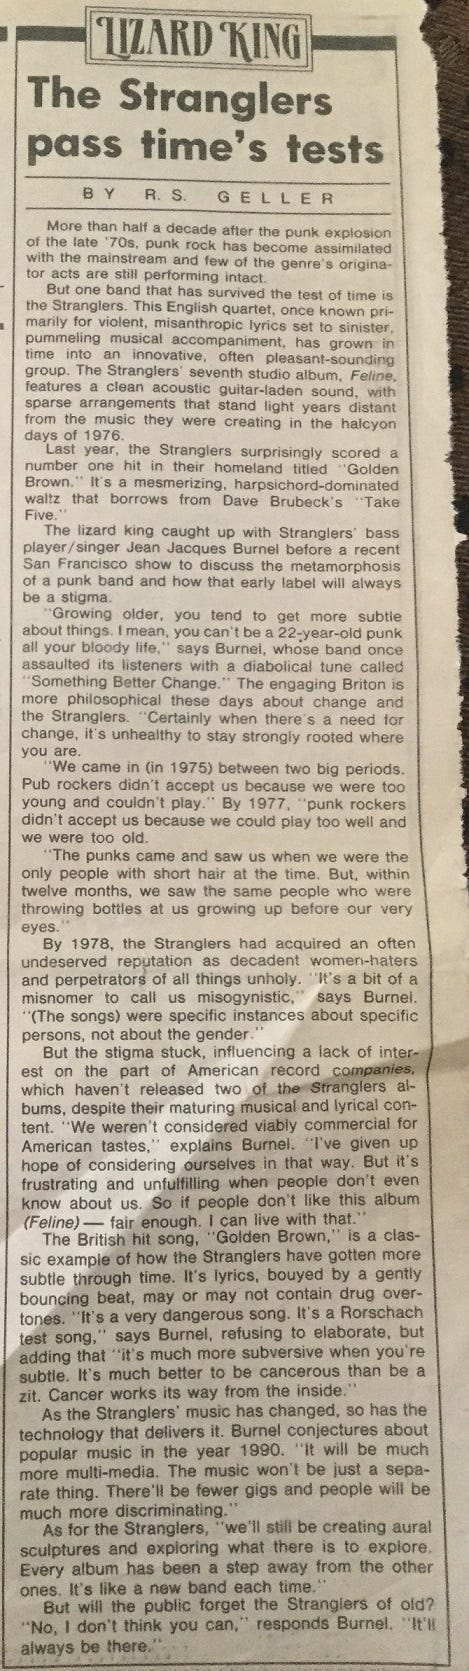 LIZARD KING
The Stranglers
pass time's tests
BY R.S. GELLER
More than half a decade after the punk explosion
of the late '70s, punk rock has become assimilated
with the mainstream and few of the genre's origina-
tor acts are still performing intact.
But one band that has survived the test of time is
the Stranglers. This English quartet, once known pri-
marily for violent, misanthropic lyrics set to sinister,
pummeling musical accompaniment, has grown in
time into an innovative, often pleasant-sounding
group. The Stranglers' seventh studio album, Feline,
features a clean acoustic guitar-laden sound, with
sparse arrangements that stand light years distant
from the music they were creating in the halcyon
days of 1976.
Last year, the Stranglers surprisingly scored a
number one hit in their homeland titled "Golden
Brown." It's a mesmerizing, harpsichord-dominated
waltz that borrows from Dave Brubeck's "Take
Five."
The lizard king caught up with Stranglers' bass
player/singer Jean Jacques Burnel before a recent
San Francisco show to discuss the metamorphosis
of a punk band and how that early label will always
be a stigma.
"Growing older, you tend to get more subtle
about things. I mean, you can't be a 22-year-old punk
all your bloody life," says Burnel, whose band once
assaulted its listeners with a diabolical tune called
"Something Better Change." The engaging Briton is
more philosophical these days about change and
the Stranglers. "Certainly when there's a need for
change, it's unhealthy to stay strongly rooted where
you are.
"We came in (in 1975) between two big periods.
Pub rockers didn't accept us because we were too
young and couldn't play." By 1977, "punk rockers
didn't accept us because we could play too well and
we were too old.
"The punks came and saw us when we were the
only people with short hair at the time. But, within
twelve months, we saw the same people who were
throwing bottles at us growing up before our very
eyes."
By 1978, the Stranglers had acquired an often
undeserved reputation as decadent women-haters
and perpetrators of all things unholy. "It's a bit of a
misnomer to call us misogynistic," says Burnel.
"(The songs) were specific instances about specific
persons, not about the gender."
But the stigma stuck, influencing a lack of inter-
est on the part of American record companies,
which haven't released two of the Stranglers al-
bums, despite their maturing musical and lyrical con-
tent. "We weren't considered viably commercial for
American tastes," explains Burnel. "I've given up
hope of considering ourselves in that way. But it's
frustrating and unfulfilling when people don't even
know about us. So if people don't like this album
(Feline) — fair enough. I can live with that."
The British hit song, "Golden Brown," is a clas-
sic example of how the Stranglers have gotten more
subtle through time. It's lyrics, bouyed by a gently
bouncing beat, may or may not contain drug over-
tones. "It's a very dangerous song. It's a Rorschach
test song," says Burnel, refusing to elaborate, but
adding that "it's much more subversive when you're
subtle. It's much better to be cancerous than be a
zit. Cancer works its way from the inside."
As the Stranglers' music has changed, so has the
technology that delivers it. Burnel conjectures about
popular music in the year 1990. "It will be much
more multi-media. The music won't be just a sepa-
rate thing. There'll be fewer gigs and people will be
much more discriminating."
As for the Stranglers, "we'll still be creating aural
sculptures and exploring what there is to explore.
Every album has been a step away from the other
ones. It's like a new band each time."
But will the public forget the Stranglers of old?
"No, I don't think you can," responds Burnel. "It'll
always be there."